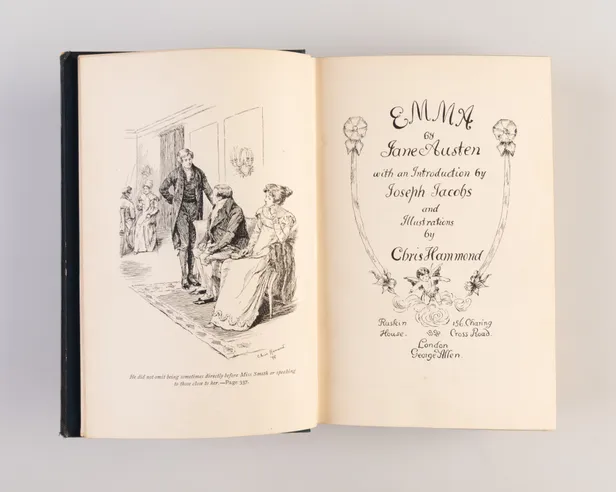 He did not omit being sometimes directly before Miss Smith or speaking
to those close to her.—Page 337.
EMMA
by
Jane Austen
with an Introduction by
Joseph Jacobs
and
Illustrations
by
Chris Hammond
Ruskin 156. Charing
House. Cross Road.
London
George Allen.